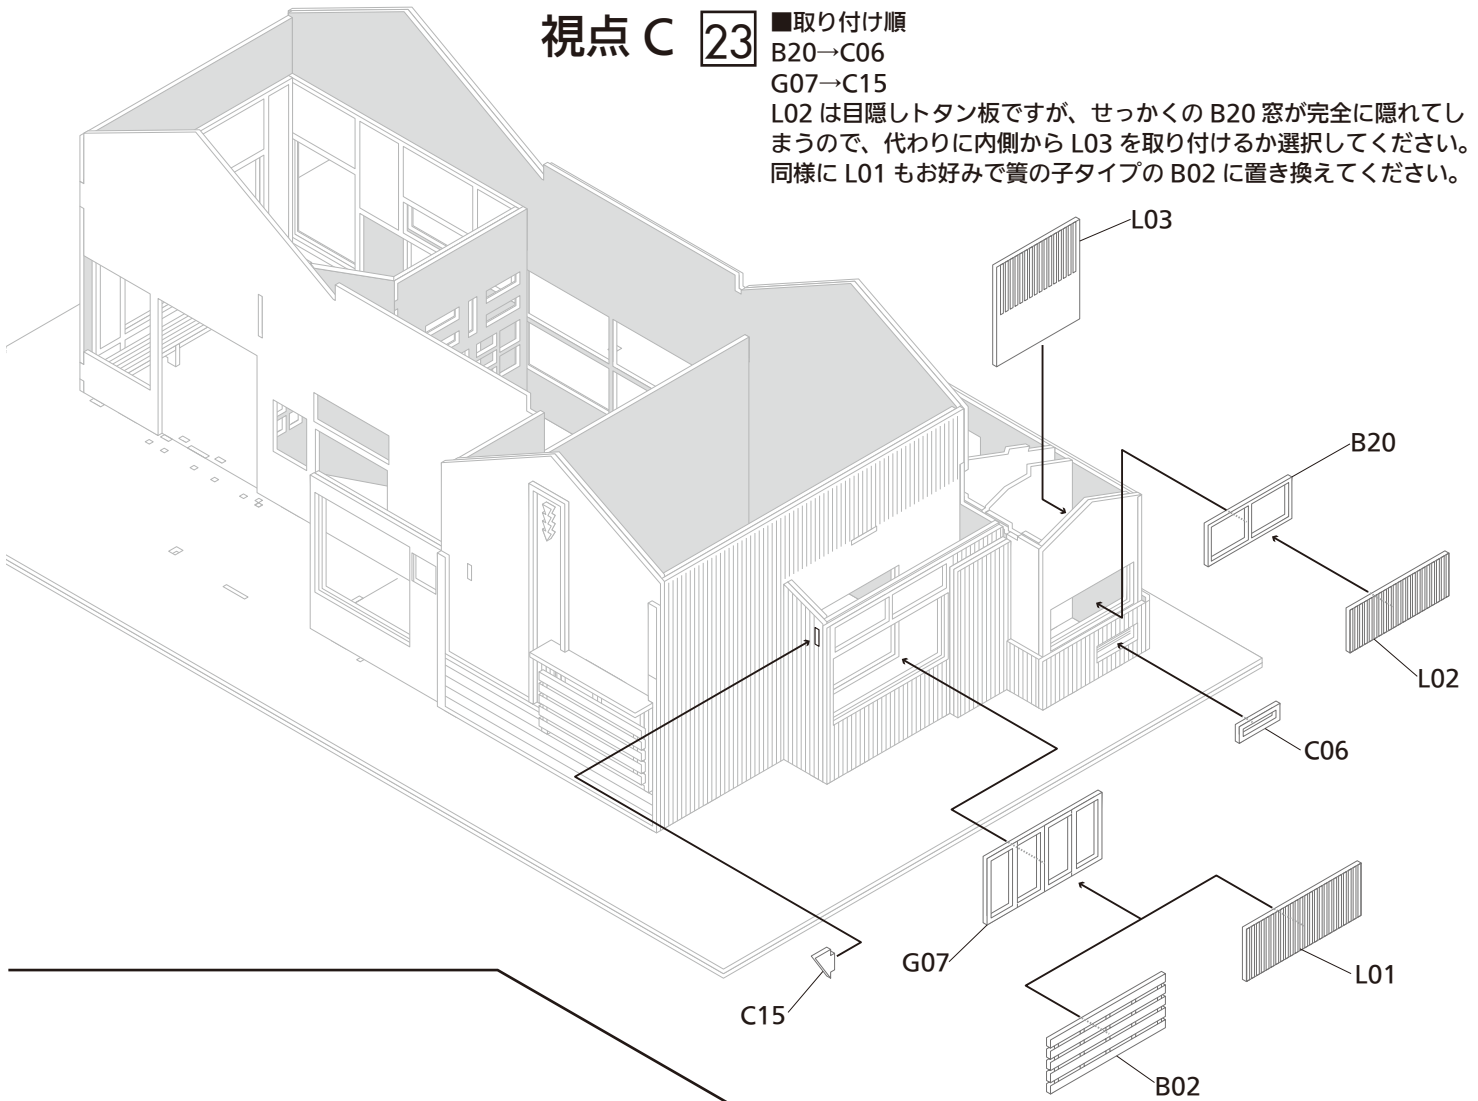 視点 C 23
■取り付け順
B20→C06
G07→C15
L02 は目隠しトタン板ですが、せっかくの B20 窓が完全に隠れてし
まうので、代わりに内側から L03 を取り付けるか選択してください。
同様に L01 もお好みで簀の子タイプの B02 に置き換えてください。
L03
B20
L02
C06
G07
L01
C15
B02